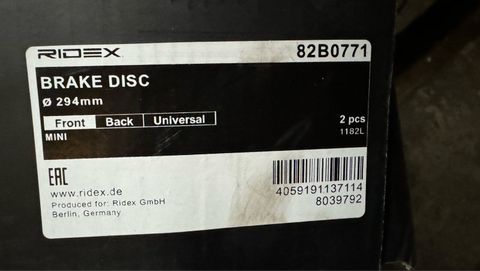 RIDEX 82B0771
BRAKE DISC
Ø 294mm
Front Back Universal 2 pcs
MINI 1182L
EAC
www.ridex.de
Produced for: Ridex GmbH
Berlin, Germany
4059191137114
8039792